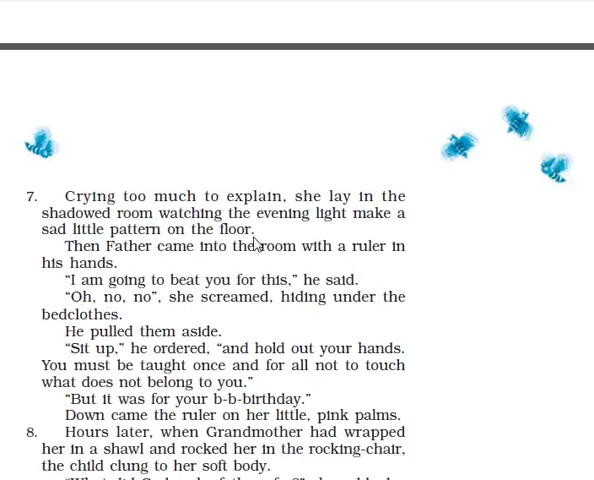 7. Crying too much to explain, she lay in the
shadowed room watching the evening light make a
sad little pattern on the floor.
Then Father came into the room with a ruler in
his hands.
“I am going to beat you for this,” he said.
“Oh, no, no”, she screamed, hiding under the
bedclothes.
He pulled them aside.
“Sit up,” he ordered, “and hold out your hands.
You must be taught once and for all not to touch
what does not belong to you.”
“But it was for your b-b-birthday.”
Down came the ruler on her little, pink palms.
8. Hours later, when Grandmother had wrapped
her in a shawl and rocked her in the rocking-chair,
the child clung to her soft body.